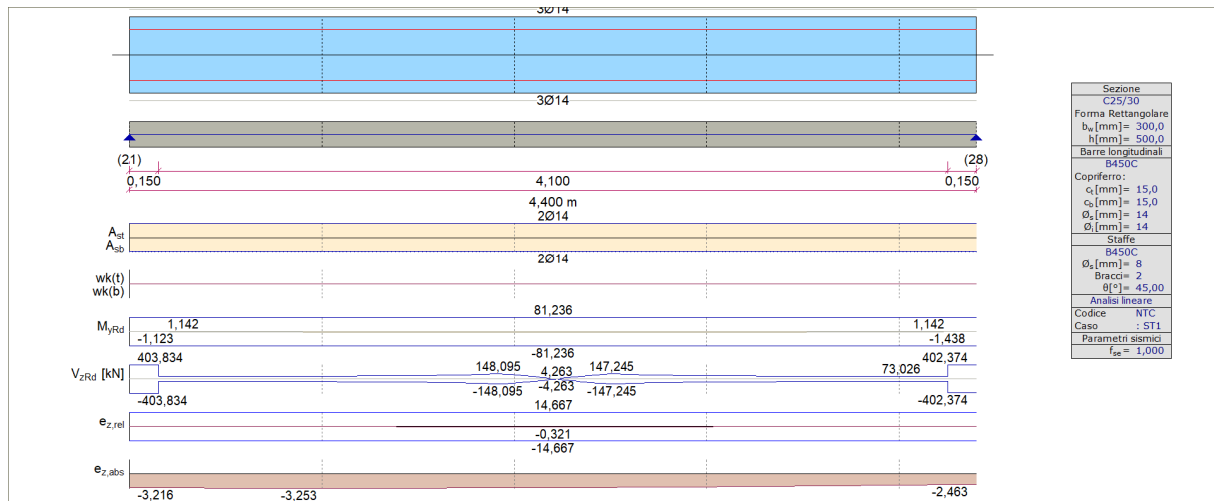 3Ø14
3Ø14
(21) (28)
0,150 4,100 0,150
4,400 m
2Ø14
Ast
Asb
2Ø14
wk(t)
wk(b)
81,236
MyRd 1,142 1,142
-1,123 -81,236 -1,438
403,834 402,374
VzRd [kN] 148,095 4,263 147,245 73,026
-148,095 -4,263 -147,245
-403,834 -402,374
14,667
ez,rel
-0,321
-14,667
ez,abs
-3,216 -3,253 -2,463
Sezione
C25/30
Forma Rettangolare
bw[mm]= 300,0
h[mm]= 500,0
Barre longitudinali
B450C
Copriferro:
ct[mm]= 15,0
cb[mm]= 15,0
Øs[mm]= 14
Øi[mm]= 14
Staffe
B450C
Øs[mm]= 8
Bracci= 2
θ[°]= 45,00
Analisi lineare
Codice NTC
Caso : ST1
Parametri sismici
fse= 1,000